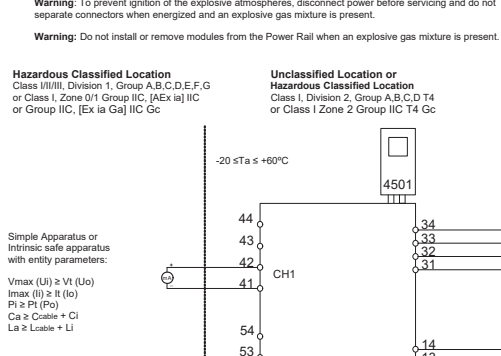 Warning: To prevent ignition of the explosive atmospheres, disconnect power before servicing and do not
separate connectors when energized and an explosive gas mixture is present.
Warning: Do not install or remove modules from the Power Rail when an explosive gas mixture is present.
Hazardous Classified Location
Class I/II/III, Division 1, Group A,B,C,D,E,F,G
or Class I, Zone 0/1 Group IIC, [AEx ia] IIC
or Group IIC, [Ex ia Ga] IIC Gc
Unclassified Location or
Hazardous Classified Location
Class I, Division 2, Group A,B,C,D T4
or Class I Zone 2 Group IIC T4 Gc
-20 ≤Ta ≤ +60ºC
4501
Simple Apparatus or
Intrinsic safe apparatus
with entity parameters:
Vmax (Ui) ≥ Vt (Uo)
Imax (Ii) ≥ It (Io)
Pi ≥ Pt (Po)
Ca ≥ Ccable + Ci
La ≥ Lcable + Li
+
mA
-
44
43
42
41
CH1
54
53
34
33
32
31
14
13